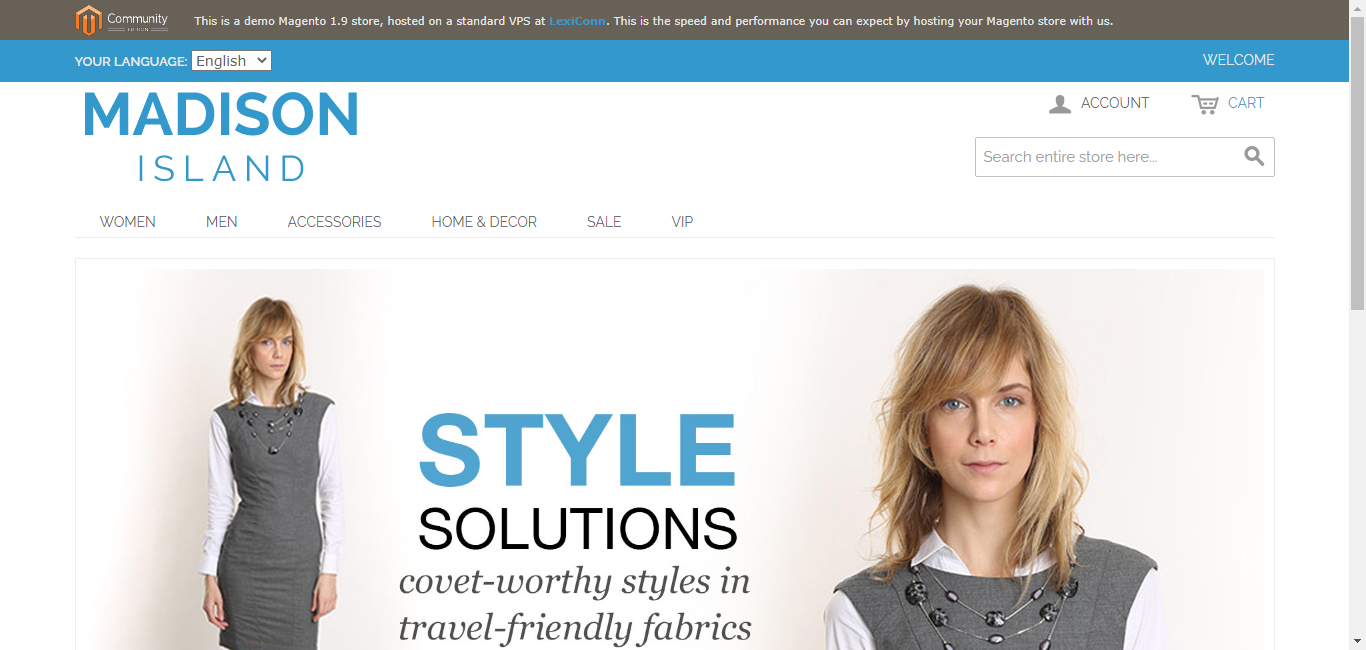 Community
This is a demo Magento 1.9 store, hosted on a standard VPS at LexiConn. This is the speed and performance you can expect by hosting your Magento store with us.
YOUR LANGUAGE: English
WELCOME
MADISON
ISLAND
ACCOUNT
CART
Search entire store here...
WOMEN MEN ACCESSORIES HOME & DECOR SALE VIP
STYLE
SOLUTIONS
covet-worthy styles in
travel-friendly fabrics